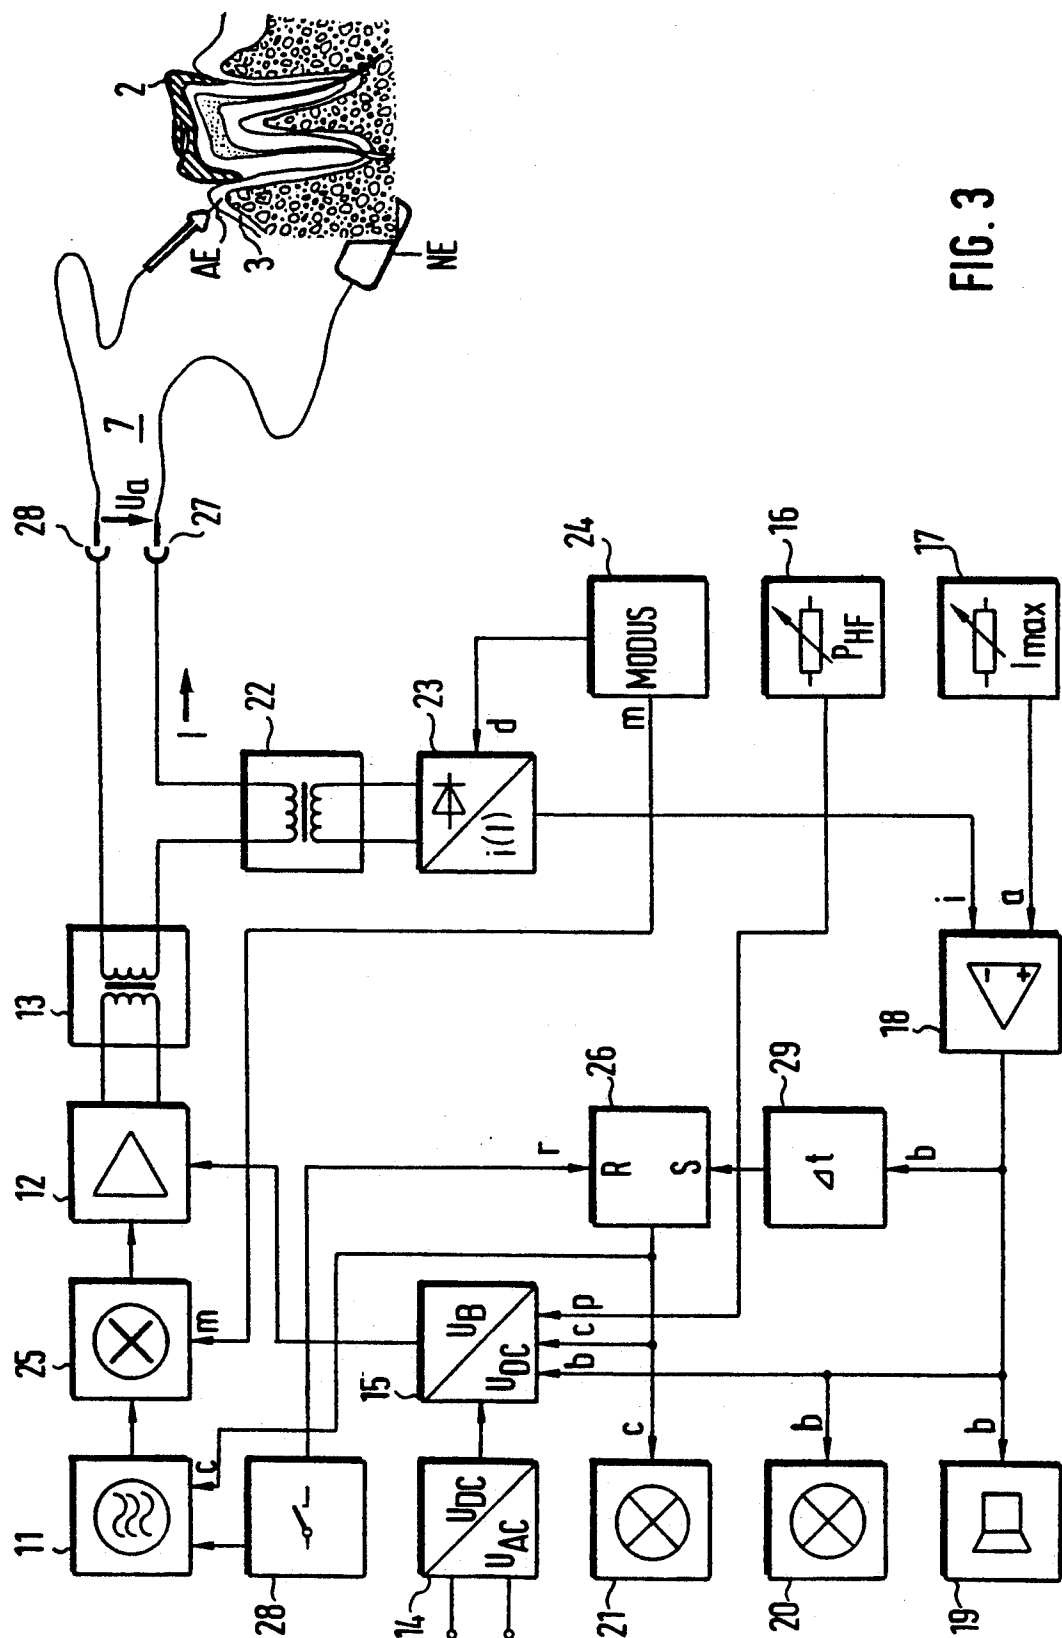 2
AE
3
NE
7
28
Ua
27
I
22
23
i(I)
d
24
MODUS
m
16
PHF
17
Imax
i
a
13
12
25
m
11
c
28
r
26
R
S
29
Δt
b
18
-
+
15
UB
UDC
p
c
b
14
UDC
UAC
21
c
20
b
19
b
FIG. 3